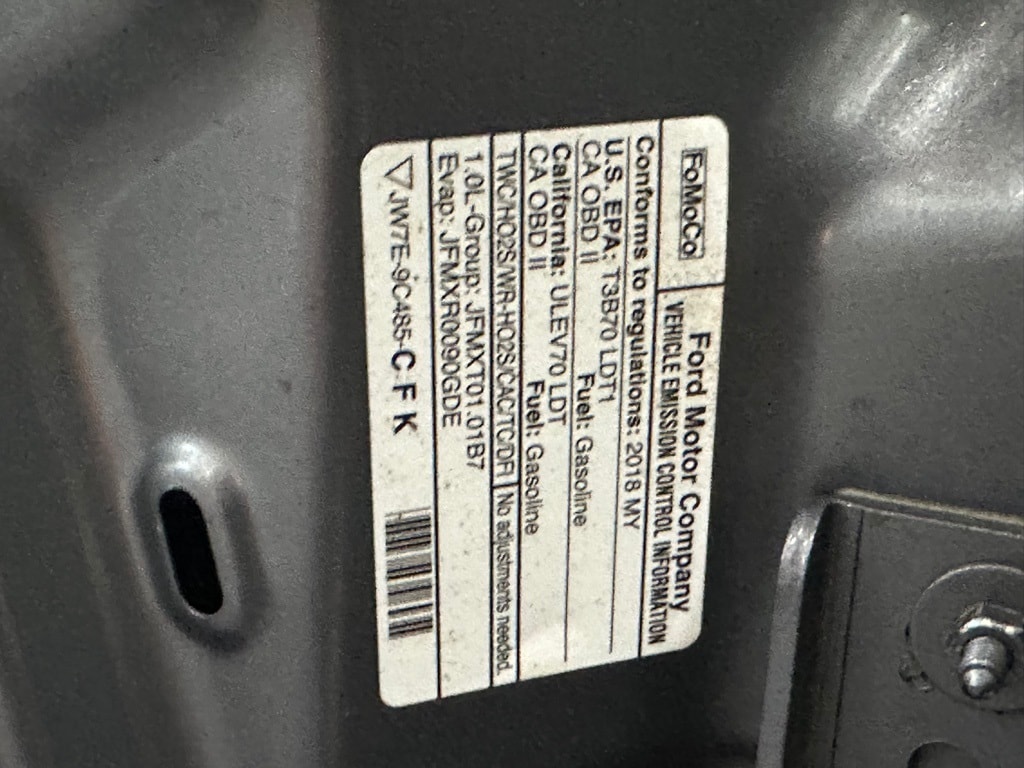 FoMoCo
Ford Motor Company
VEHICLE EMISSION CONTROL INFORMATION
Conforms to regulations: 2018 MY
U.S. EPA: T3B70 LDT1 Fuel: Gasoline
CA OBD II
California: ULEV70 LDT Fuel: Gasoline
CA OBD II
TWC/HO2S/WR-HO2S/CAC/TC/DFI No adjustments needed.
1.0L-Group: JFMXT01.01B7
Evap: JFMXR0090GDE
JW7E-9C485-C F K